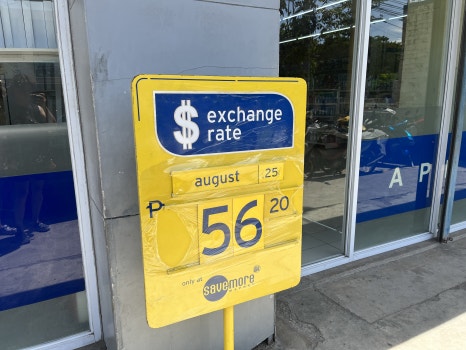 $ exchange
rate
august 25
P 56 20
only at savemore
A P